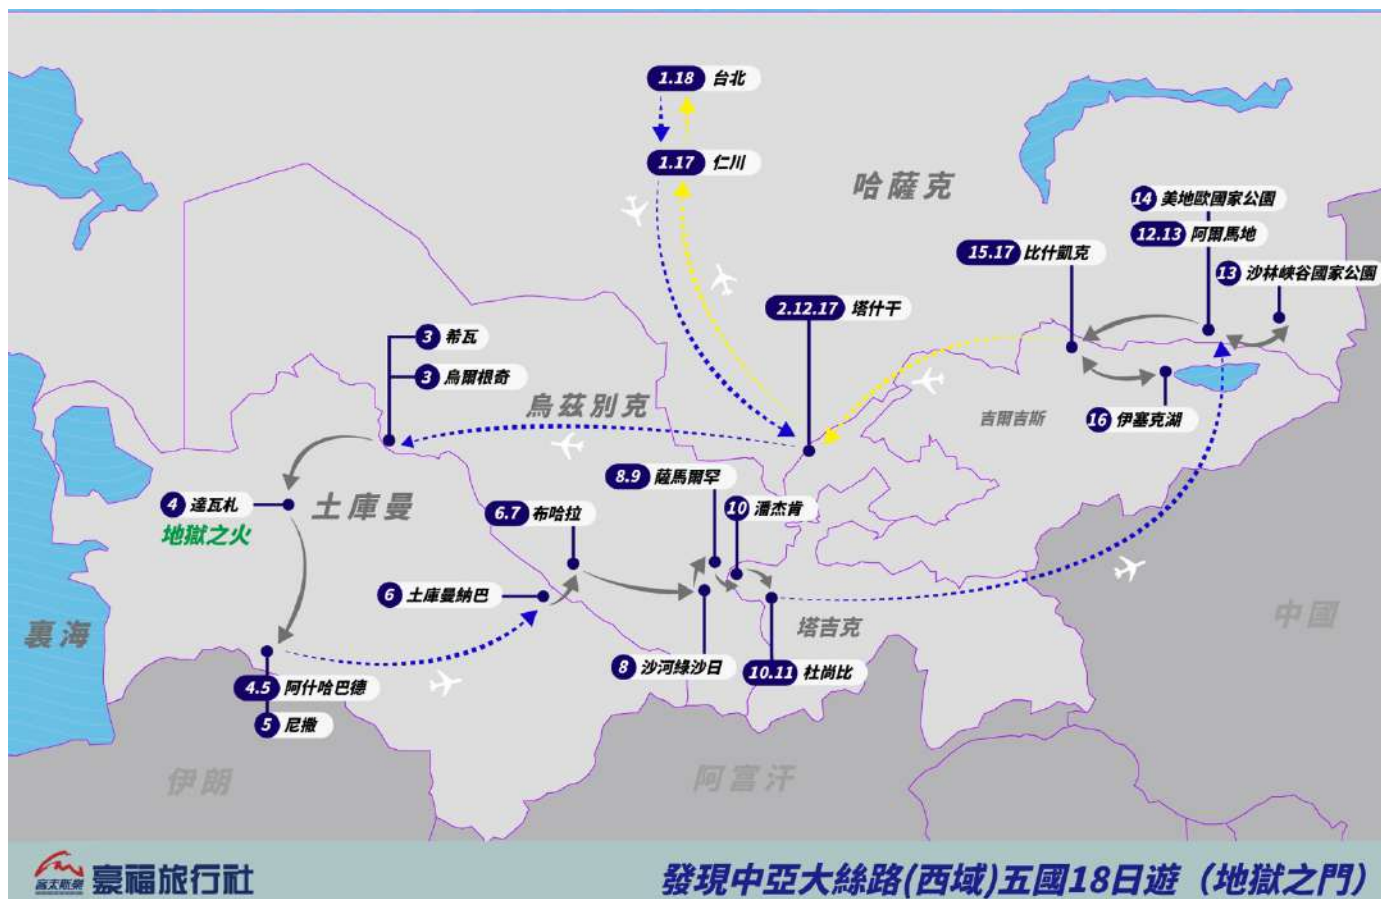 1.18 台北
1.17 仁川
哈薩克
14 美地歐國家公園
12.13 阿爾馬地
15.17 比什凱克
13 沙林峽谷國家公園
2.12.17 塔什干
3 希瓦
3 烏爾根奇
烏茲別克
吉爾吉斯
16 伊塞克湖
8.9 薩馬爾罕
4 達瓦札
地獄之火
土庫曼
6.7 布哈拉
10 潘杰肯
6 土庫曼納巴
裏海
塔吉克
中國
8 沙河綠沙日
10.11 杜尚比
4.5 阿什哈巴德
5 尼撒
伊朗
阿富汗
豪福旅行社
發現中亞大絲路(西域)五國18日遊（地獄之門）